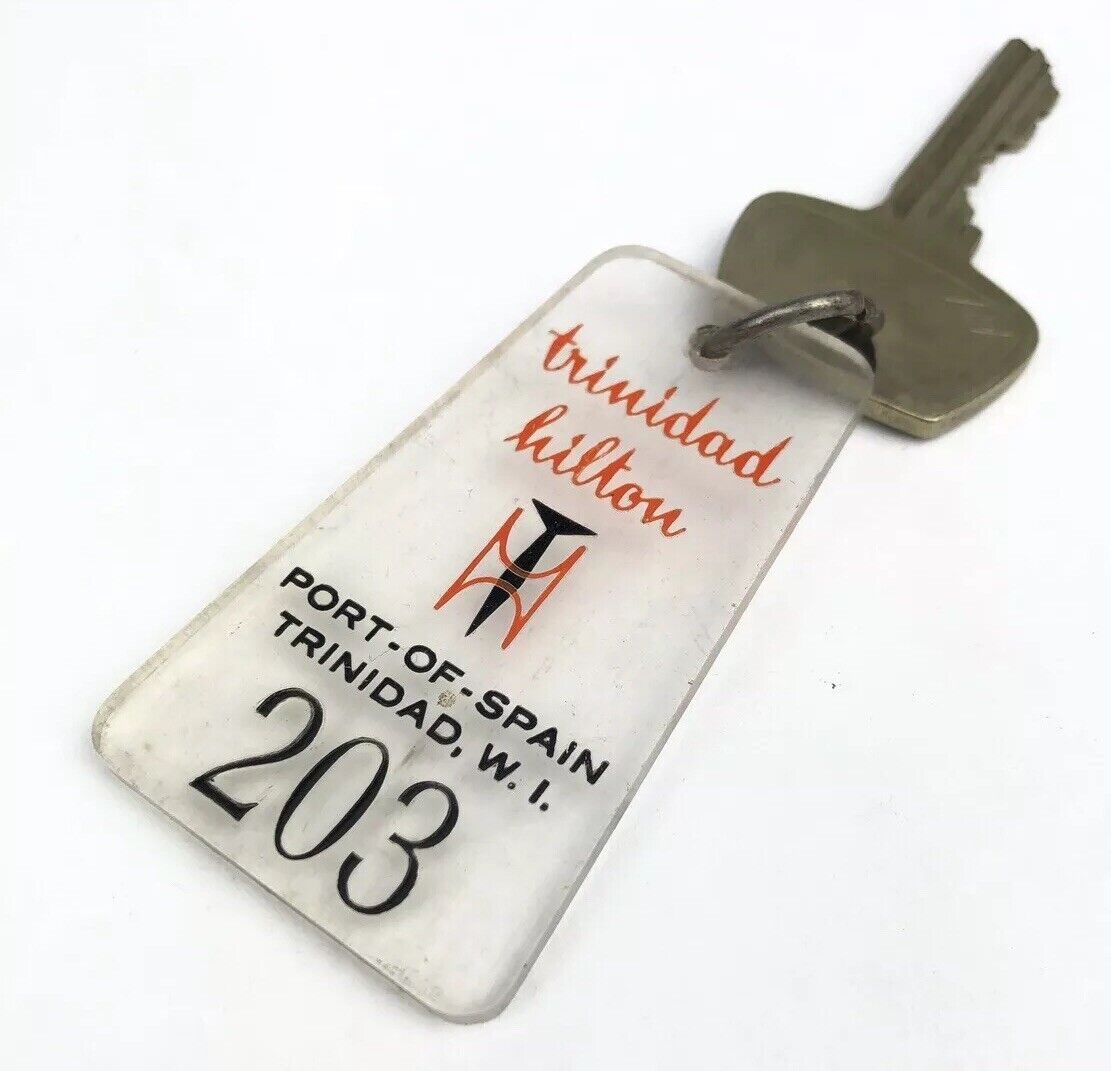 trinidad
hilton
PORT-OF-SPAIN
TRINIDAD, W. I.
203